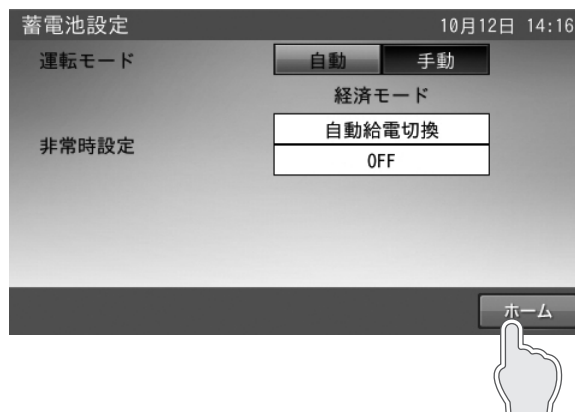 蓄電池設定 10月12日 14:16
運転モード 自動 手動
経済モード
非常時設定 自動給電切換
OFF
ホーム